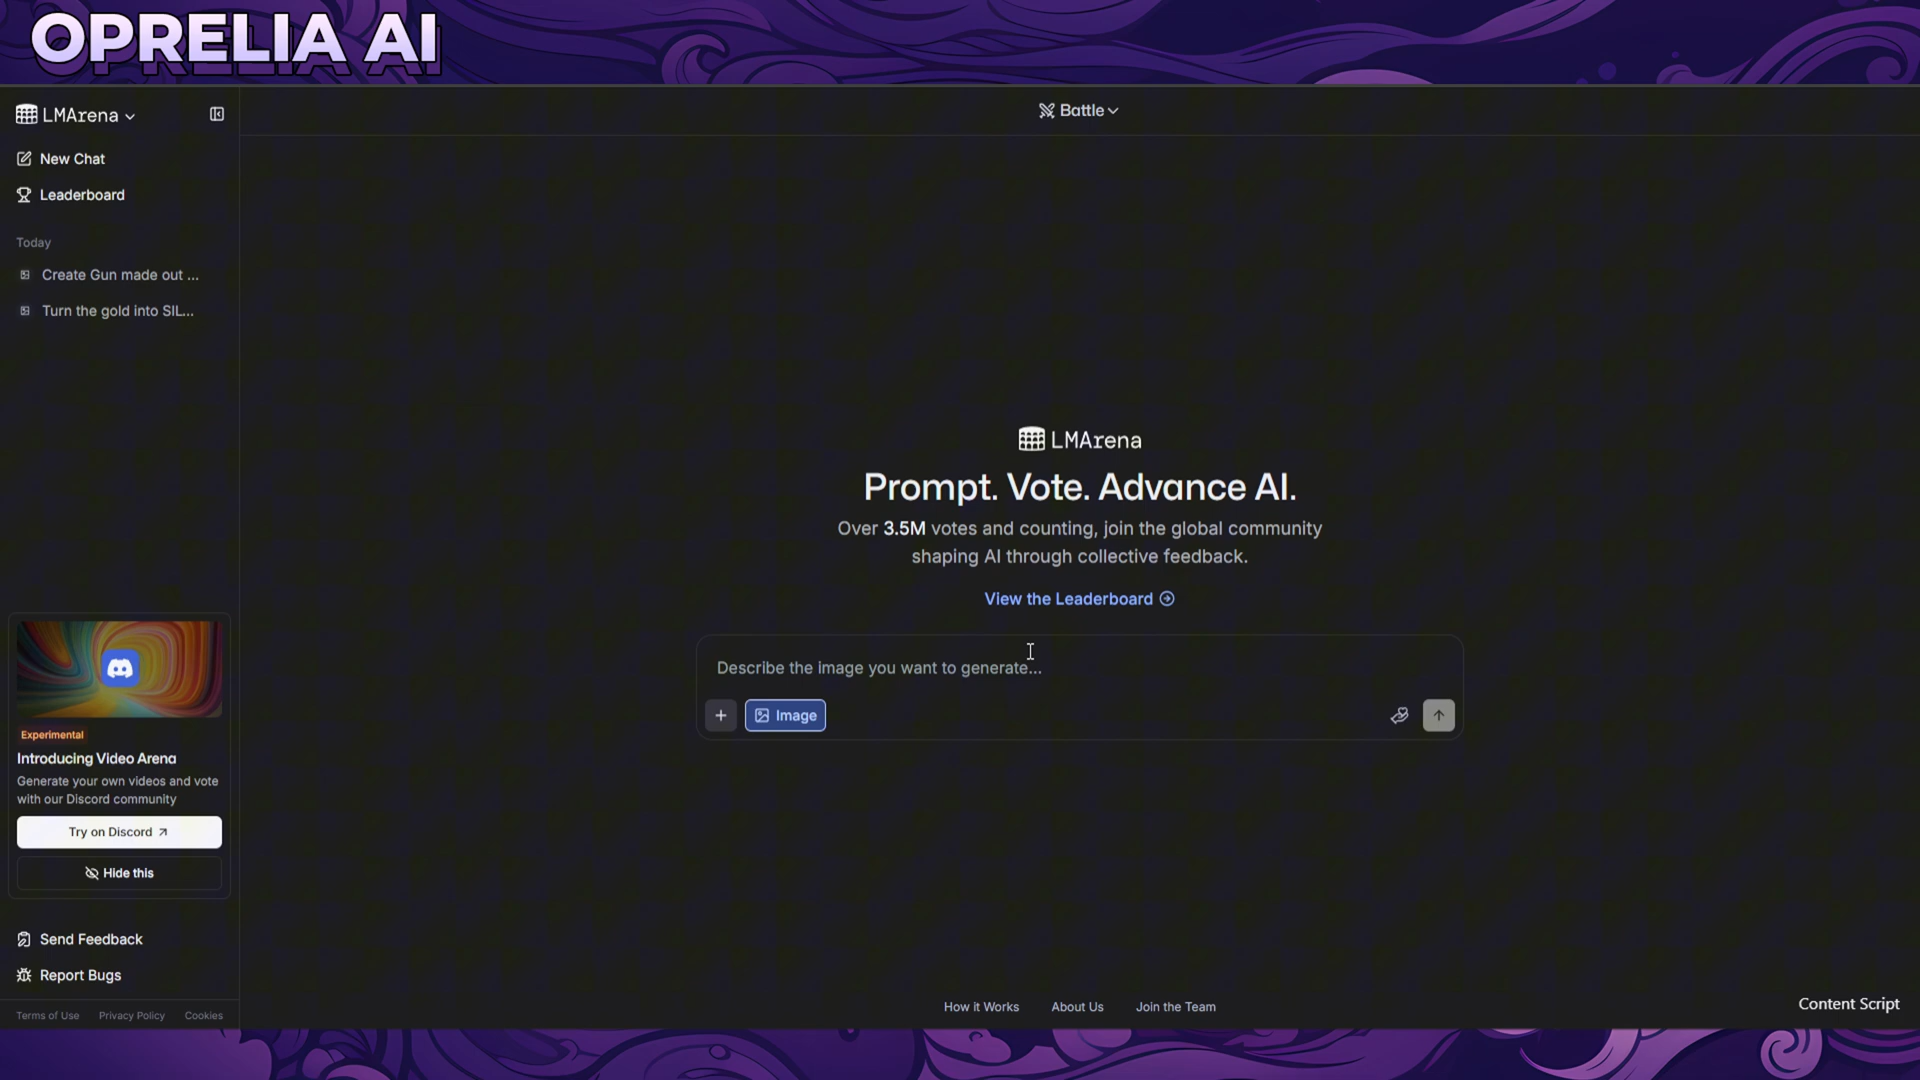 OPRELIA AI
LMArena
Battle
New Chat
Leaderboard
Today
Create Gun made out ...
Turn the gold into SIL...
LMArena
Prompt. Vote. Advance AI.
Over 3.5M votes and counting, join the global community
shaping AI through collective feedback.
View the Leaderboard
Describe the image you want to generate...
Image
Experimental
Introducing Video Arena
Generate your own videos and vote
with our Discord community
Try on Discord
Hide this
Send Feedback
Report Bugs
Terms of Use Privacy Policy Cookies
How it Works About Us Join the Team
Content Script